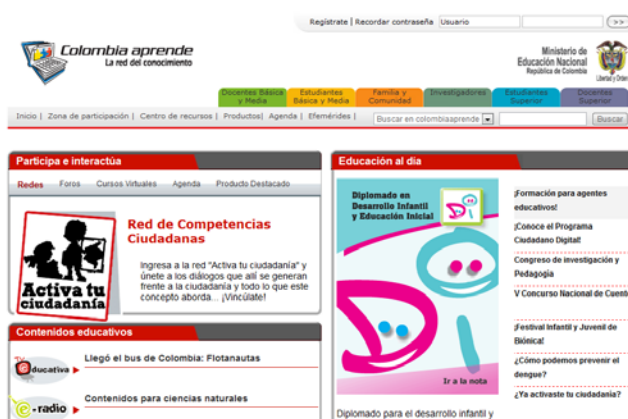 Regístrate | Recordar contraseña Usuario >>
Colombia aprende
La red del conocimiento
Ministerio de
Educación Nacional
República de Colombia
Libertad y Orden
Docentes Básica
y Media
Estudiantes
Básica y Media
Familia y
Comunidad
Investigadores
Estudiantes
Superior
Docentes
Superior
Inicio | Zona de participación | Centro de recursos | Productos| Agenda | Efemérides | Buscar en colombiaaprende Buscar
Participa e interactúa
Redes Foros Cursos Virtuales Agenda Producto Destacado
Activa tu
ciudadanía
Red de Competencias
Ciudadanas
Ingresa a la red "Activa tu ciudadanía" y
únete a los diálogos que allí se generan
frente a la ciudadanía y todo lo que este
concepto aborda... ¡Vincúlate!
Contenidos educativos
educativa
Llegó el bus de Colombia: Flotanautas
e-radio
Contenidos para ciencias naturales
Educación al día
Diplomado en
Desarrollo Infantil
y Educación Inicial
Ir a la nota
Diplomado para el desarrollo infantil y
¡Formación para agentes
educativos!
¡Conoce el Programa
Ciudadano Digital!
Congreso de investigación y
Pedagogía
V Concurso Nacional de Cuento
¡Festival Infantil y Juvenil de
Biónica!
¿Cómo podemos prevenir el
dengue?
¿Ya activaste tu ciudadanía?